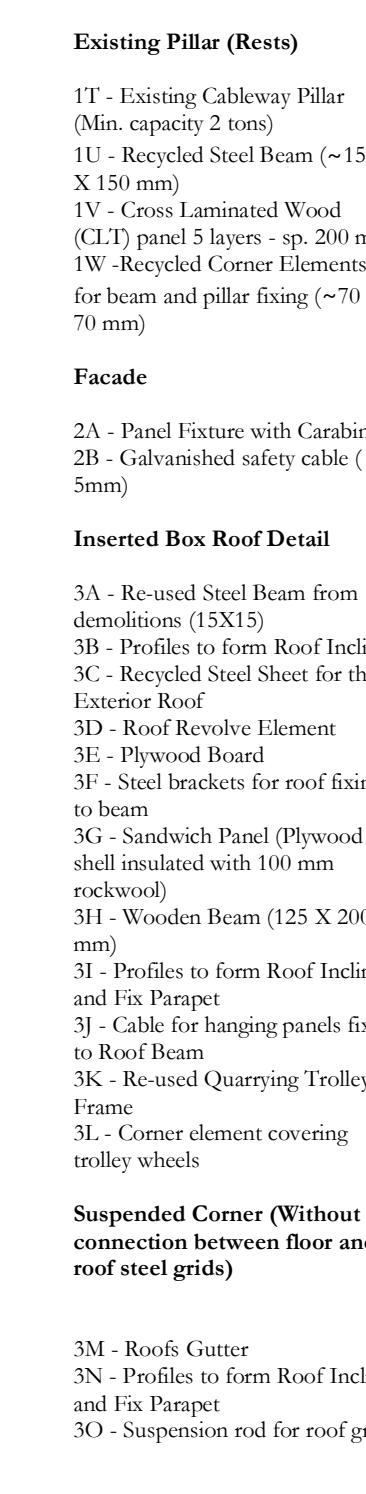 Existing Pillar (Rests)
1T - Existing Cableway Pillar
(Min. capacity 2 tons)
1U - Recycled Steel Beam (~15
X 150 mm)
1V - Cross Laminated Wood
(CLT) panel 5 layers - sp. 200 m
1W -Recycled Corner Elements
for beam and pillar fixing (~70
70 mm)
Facade
2A - Panel Fixture with Carabin
2B - Galvanished safety cable (
5mm)
Inserted Box Roof Detail
3A - Re-used Steel Beam from
demolitions (15X15)
3B - Profiles to form Roof Incli
3C - Recycled Steel Sheet for th
Exterior Roof
3D - Roof Revolve Element
3E - Plywood Board
3F - Steel brackets for roof fixin
to beam
3G - Sandwich Panel (Plywood
shell insulated with 100 mm
rockwool)
3H - Wooden Beam (125 X 200
mm)
3I - Profiles to form Roof Inclin
and Fix Parapet
3J - Cable for hanging panels fix
to Roof Beam
3K - Re-used Quarrying Trolley
Frame
3L - Corner element covering
trolley wheels
Suspended Corner (Without
connection between floor and
roof steel grids)
3M - Roofs Gutter
3N - Profiles to form Roof Incli
and Fix Parapet
3O - Suspension rod for roof gr